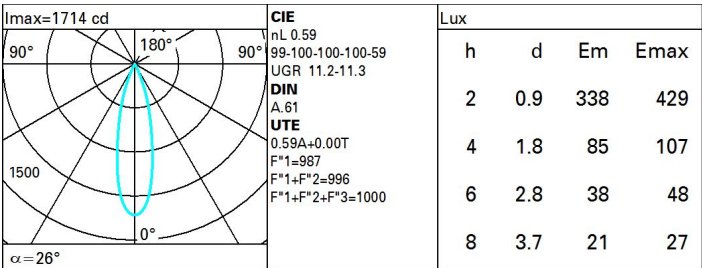 Imax=1714 cd
90°
180°
90°
1500
0°
α=26°
CIE
nL 0.59
99-100-100-100-59
UGR 11.2-11.3
DIN
A.61
UTE
0.59A+0.00T
F"1=987
F"1+F"2=996
F"1+F"2+F"3=1000
Lux
h d Em Emax
2 0.9 338 429
4 1.8 85 107
6 2.8 38 48
8 3.7 21 27